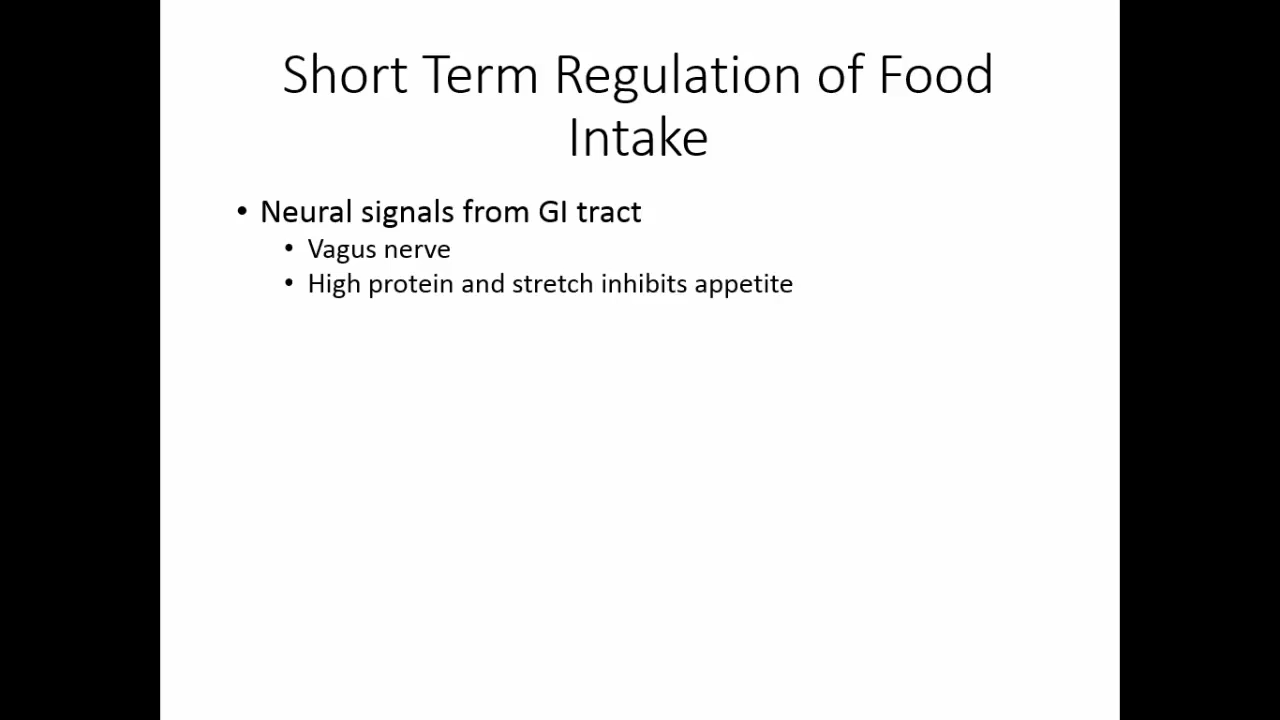 Short Term Regulation of Food
Intake
• Neural signals from GI tract
• Vagus nerve
• High protein and stretch inhibits appetite